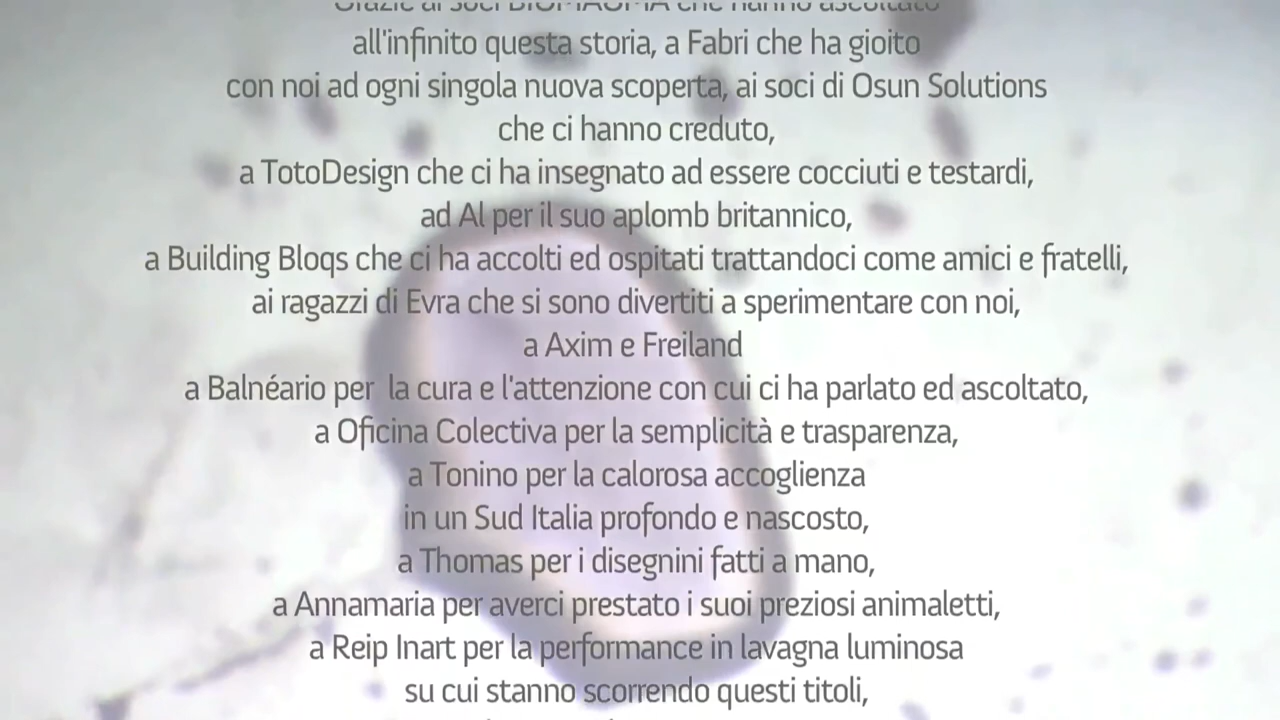 Grazie ai soci BIOMAGMA che hanno ascoltato
all'infinito questa storia, a Fabri che ha gioito
con noi ad ogni singola nuova scoperta, ai soci di Osun Solutions
che ci hanno creduto,
a TotoDesign che ci ha insegnato ad essere cocciuti e testardi,
ad Al per il suo aplomb britannico,
a Building Bloqs che ci ha accolti ed ospitati trattandoci come amici e fratelli,
ai ragazzi di Evra che si sono divertiti a sperimentare con noi,
a Axim e Freiland
a Balnéario per la cura e l'attenzione con cui ci ha parlato ed ascoltato,
a Oficina Colectiva per la semplicità e trasparenza,
a Tonino per la calorosa accoglienza
in un Sud Italia profondo e nascosto,
a Thomas per i disegnini fatti a mano,
a Annamaria per averci prestato i suoi preziosi animaletti,
a Reip Inart per la performance in lavagna luminosa
su cui stanno scorrendo questi titoli,